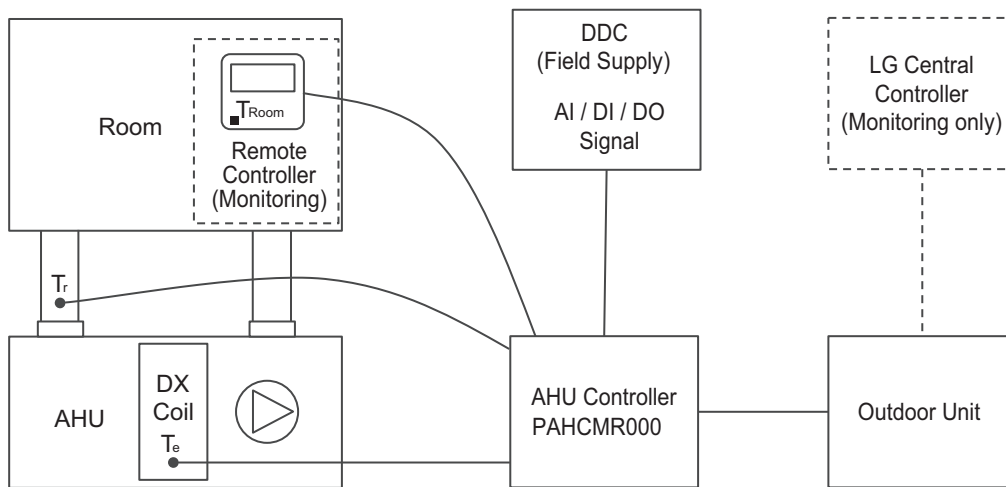 Room
TRoom
Remote
Controller
(Monitoring)
DDC
(Field Supply)
AI / DI / DO
Signal
LG Central
Controller
(Monitoring only)
Tr
AHU
DX
Coil
Te
AHU Controller
PAHCMR000
Outdoor Unit